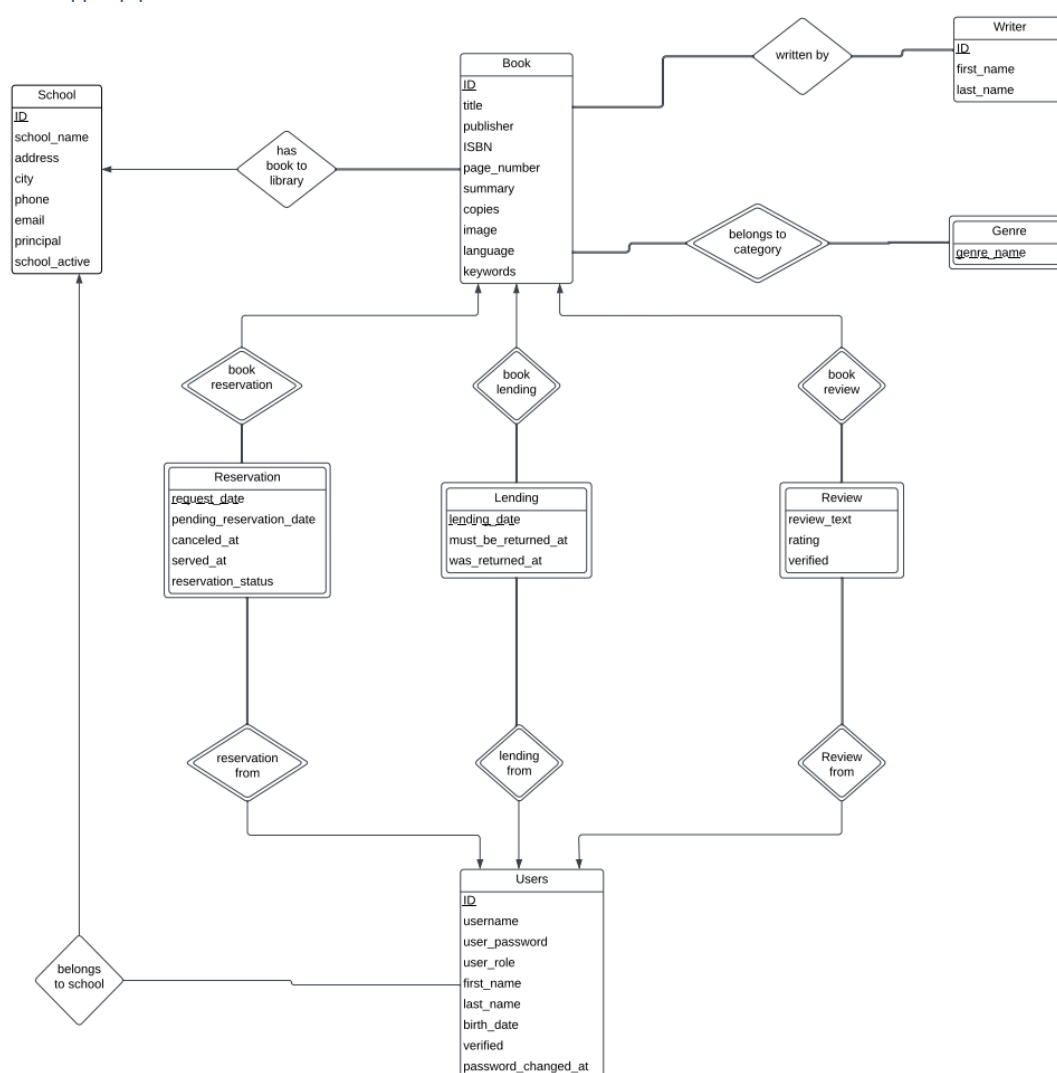 Writer
ID
first_name
last_name
written by
Book
ID
title
publisher
ISBN
page_number
summary
copies
image
language
keywords
School
ID
school_name
address
city
phone
email
principal
school_active
has
book to
library
belongs to
category
Genre
genre_name
book
reservation
book
lending
book
review
Reservation
request_date
pending_reservation_date
canceled_at
served_at
reservation_status
Lending
lending_date
must_be_returned_at
was_returned_at
Review
review_text
rating
verified
reservation
from
lending
from
Review
from
Users
ID
username
user_password
user_role
first_name
last_name
birth_date
verified
password_changed_at
belongs
to school